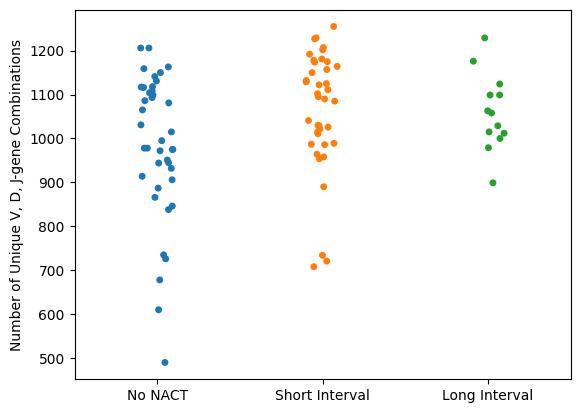 Number of Unique V, D, J-gene Combinations
1200
1100
1000
900
800
700
600
500
No NACT
Short Interval
Long Interval